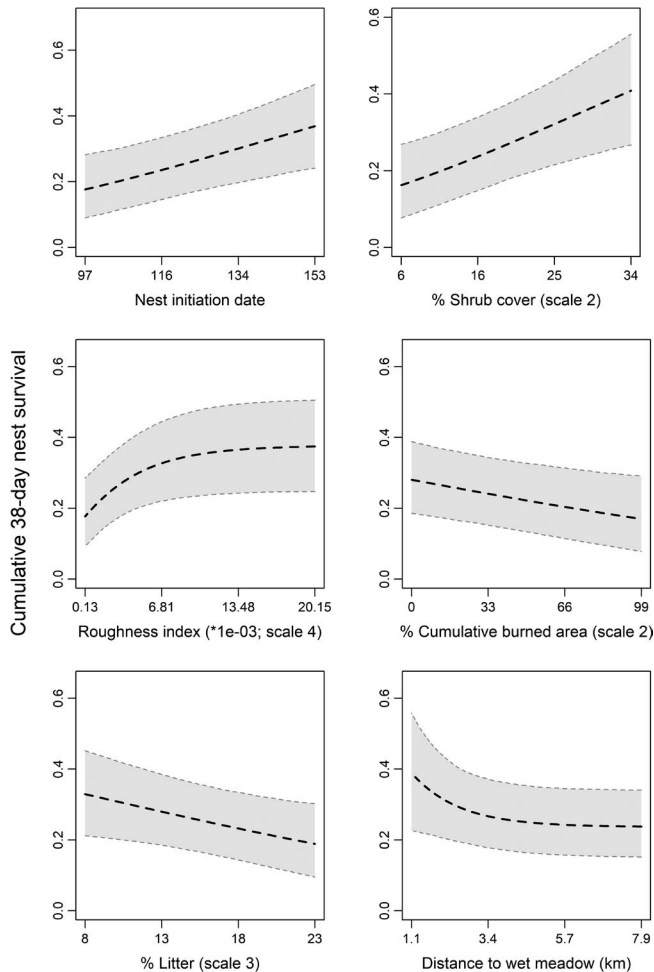 Cumulative 38-day nest survival
0.6
0.4
0.2
0.0
97 116 134 153
Nest initiation date
0.6
0.4
0.2
0.0
6 16 25 34
% Shrub cover (scale 2)
0.6
0.4
0.2
0.0
0.13 6.81 13.48 20.15
Roughness index (*1e-03; scale 4)
0.6
0.4
0.2
0.0
0 33 66 99
% Cumulative burned area (scale 2)
0.6
0.4
0.2
0.0
8 13 18 23
% Litter (scale 3)
0.6
0.4
0.2
0.0
1.1 3.4 5.7 7.9
Distance to wet meadow (km)